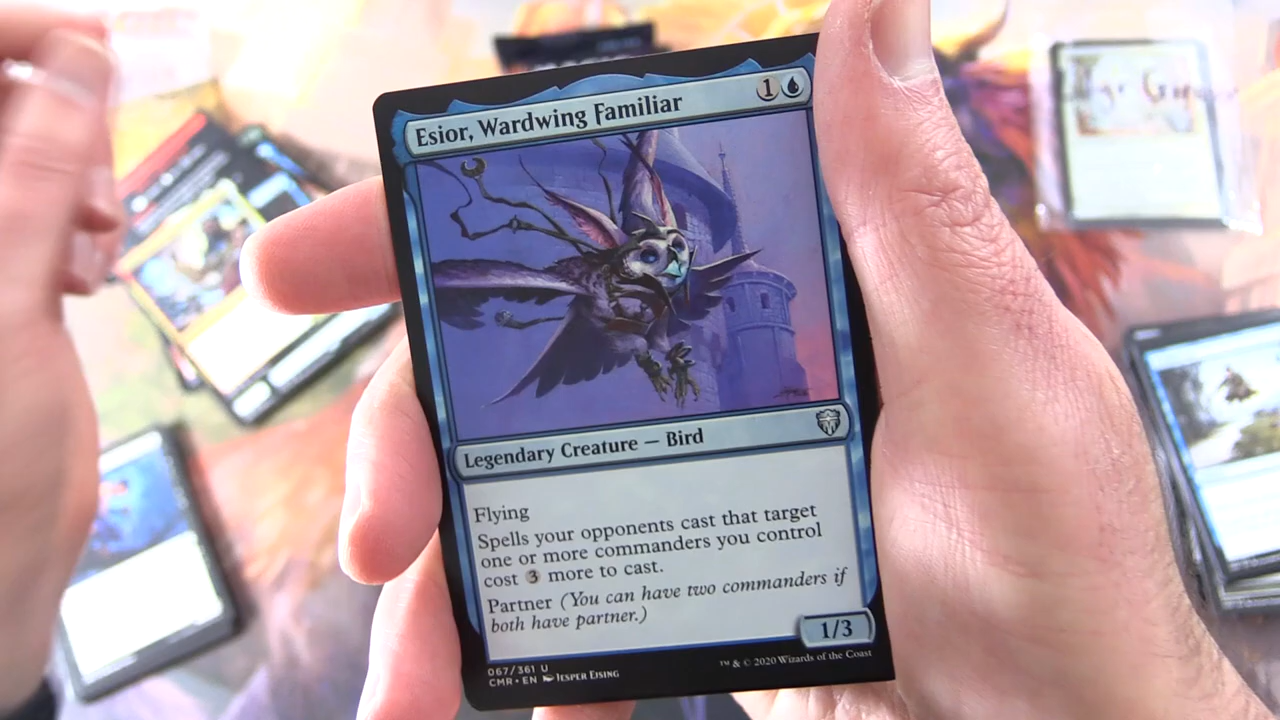 Esior, Wardwing Familiar 1
Legendary Creature — Bird
Flying
Spells your opponents cast that target
one or more commanders you control
cost 3 more to cast.
Partner (You can have two commanders if
both have partner.)
1/3
067/361 U
CMR • EN Jesper Eising
™ & © 2020 Wizards of the Coast